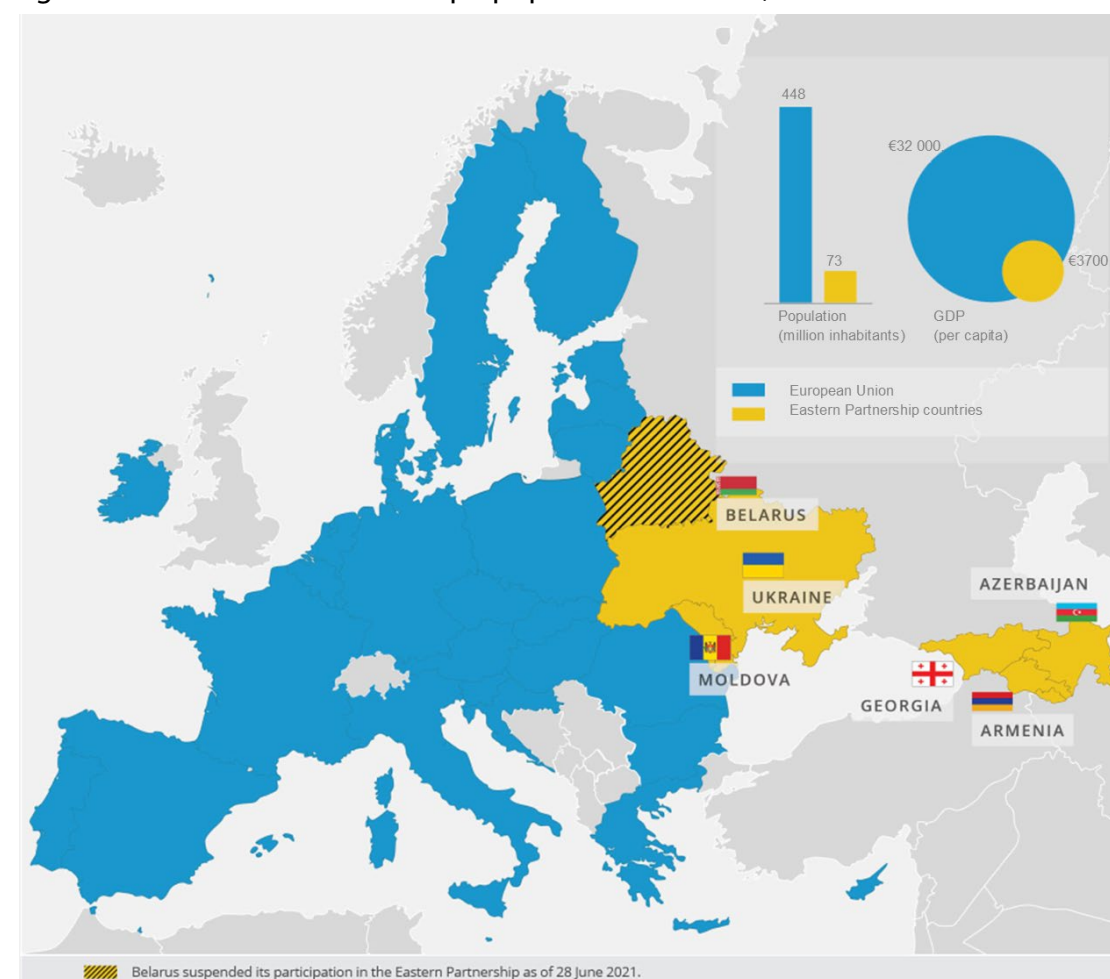 448
€32 000
73
€3700
Population
(million inhabitants)
GDP
(per capita)
European Union
Eastern Partnership countries
BELARUS
UKRAINE
AZERBAIJAN
MOLDOVA
GEORGIA
ARMENIA
Belarus suspended its participation in the Eastern Partnership as of 28 June 2021.